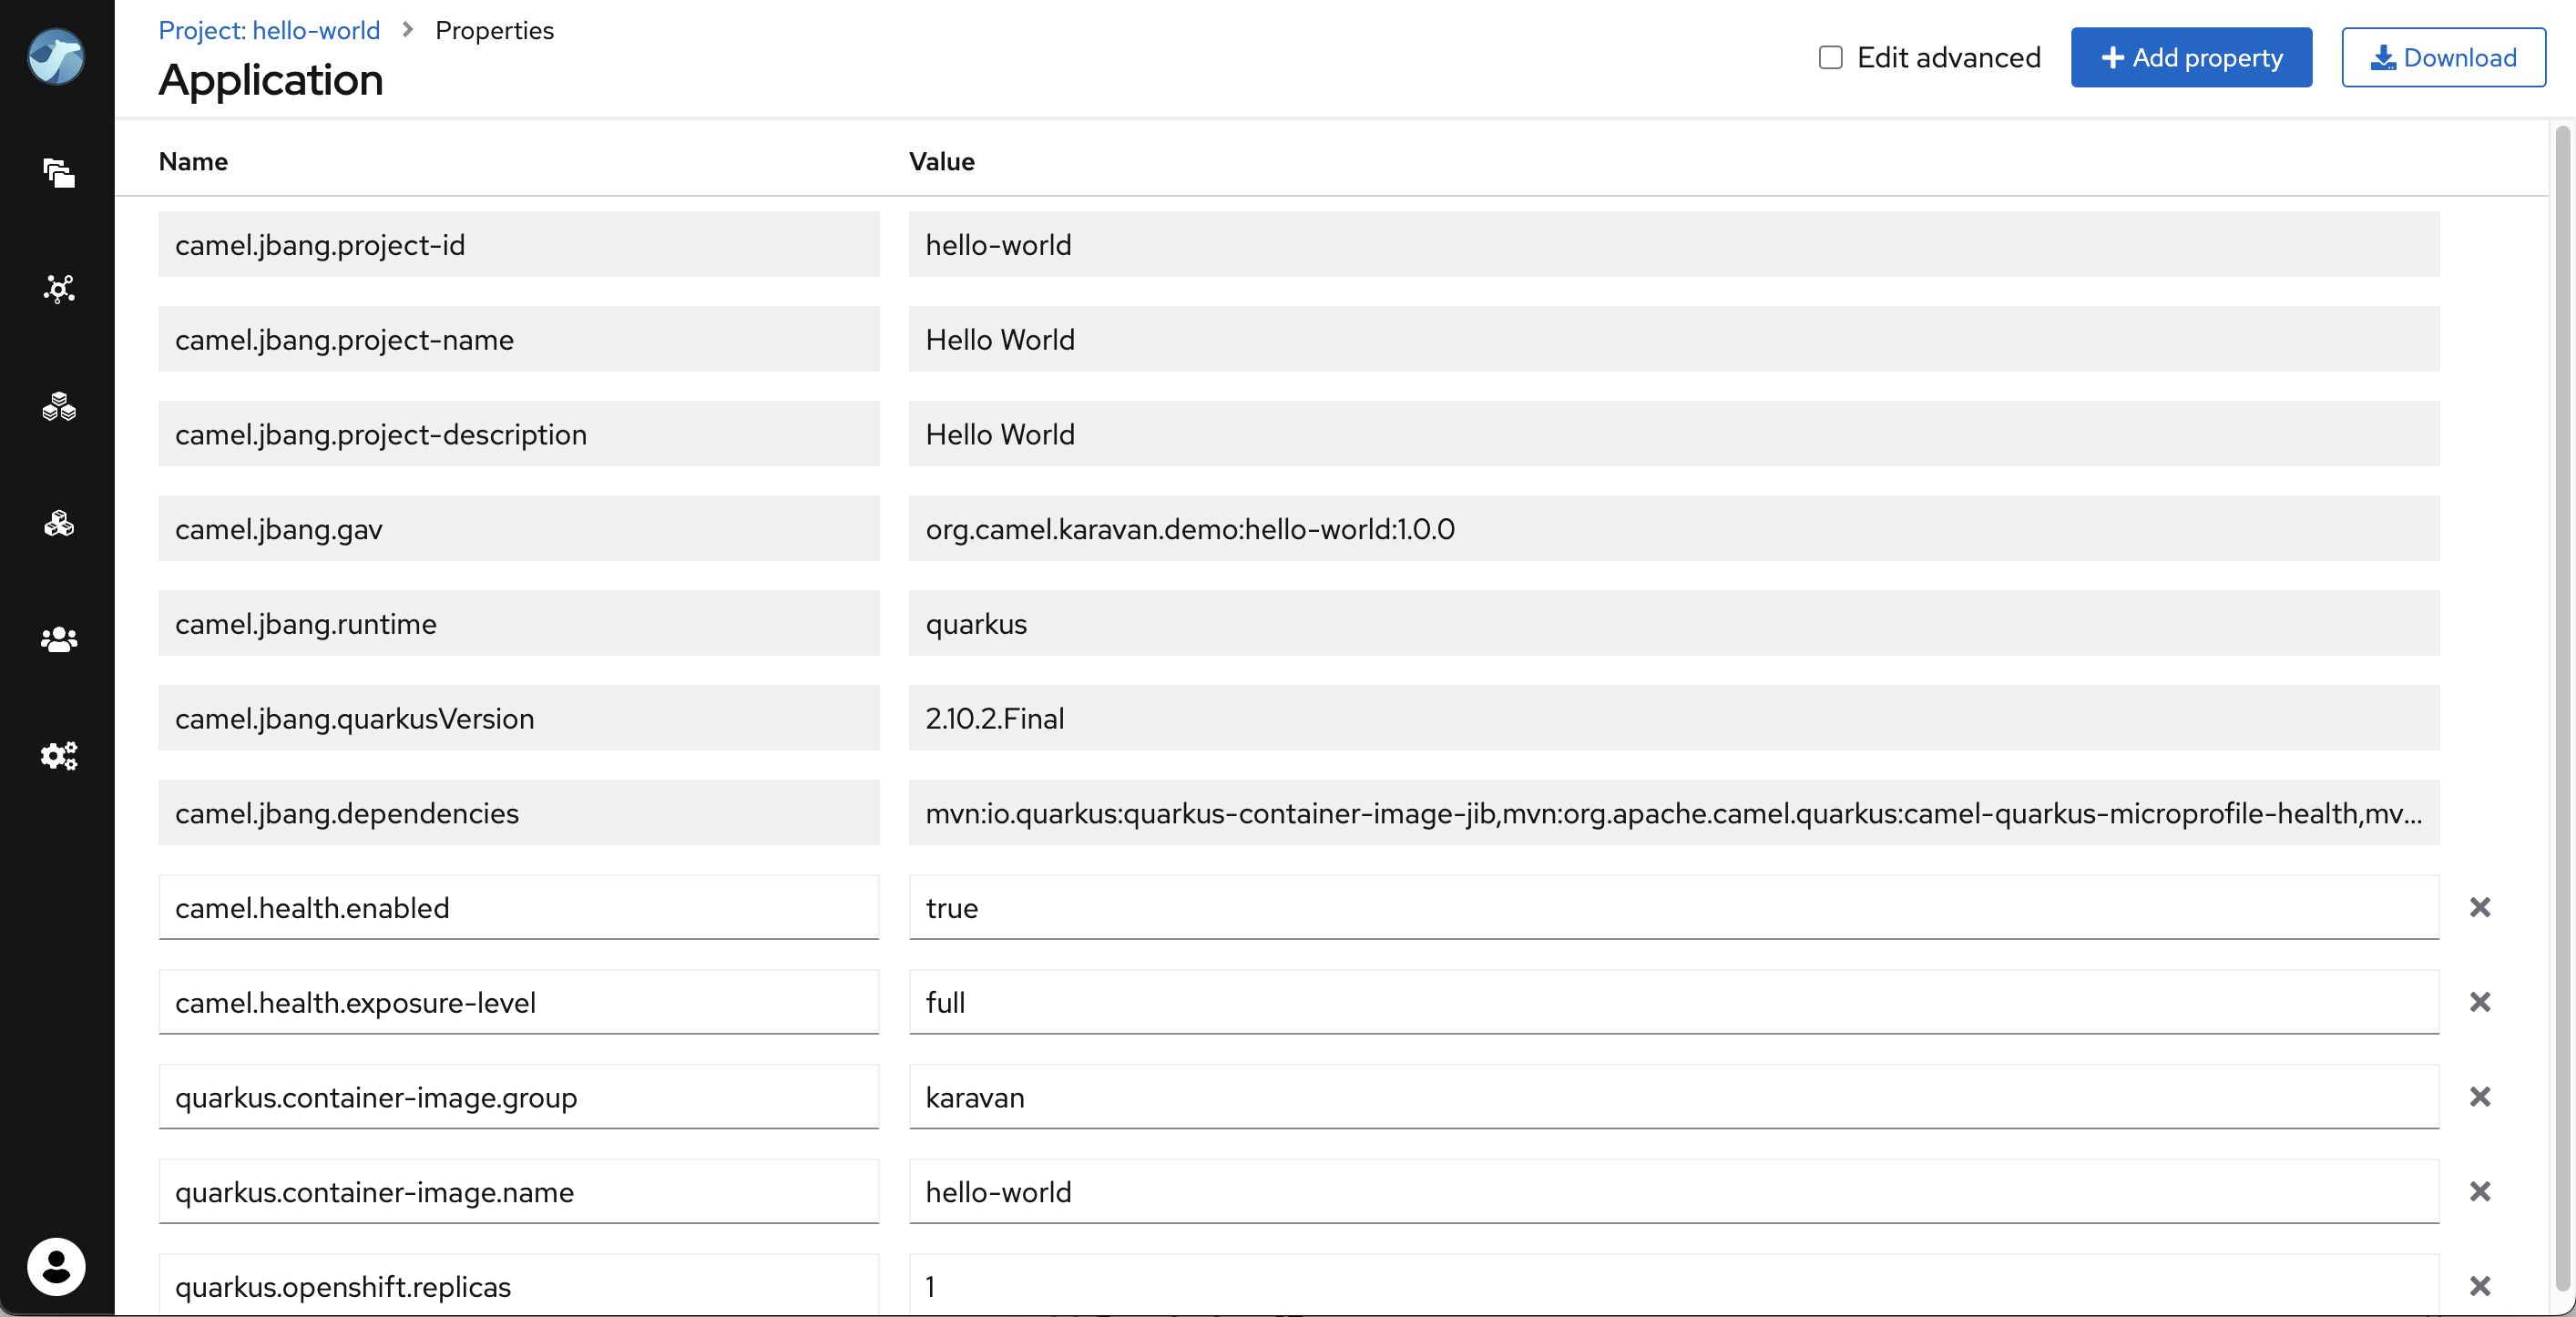 Project: hello-world > Properties
Application
Edit advanced
Add property
Download
Name Value
camel.jbang.project-id hello-world
camel.jbang.project-name Hello World
camel.jbang.project-description Hello World
camel.jbang.gav org.camel.karavan.demo:hello-world:1.0.0
camel.jbang.runtime quarkus
camel.jbang.quarkusVersion 2.10.2.Final
camel.jbang.dependencies mvn:io.quarkus:quarkus-container-image-jib,mvn:org.apache.camel.quarkus:camel-quarkus-microprofile-health,mv...
camel.health.enabled true
camel.health.exposure-level full
quarkus.container-image.group karavan
quarkus.container-image.name hello-world
quarkus.openshift.replicas 1